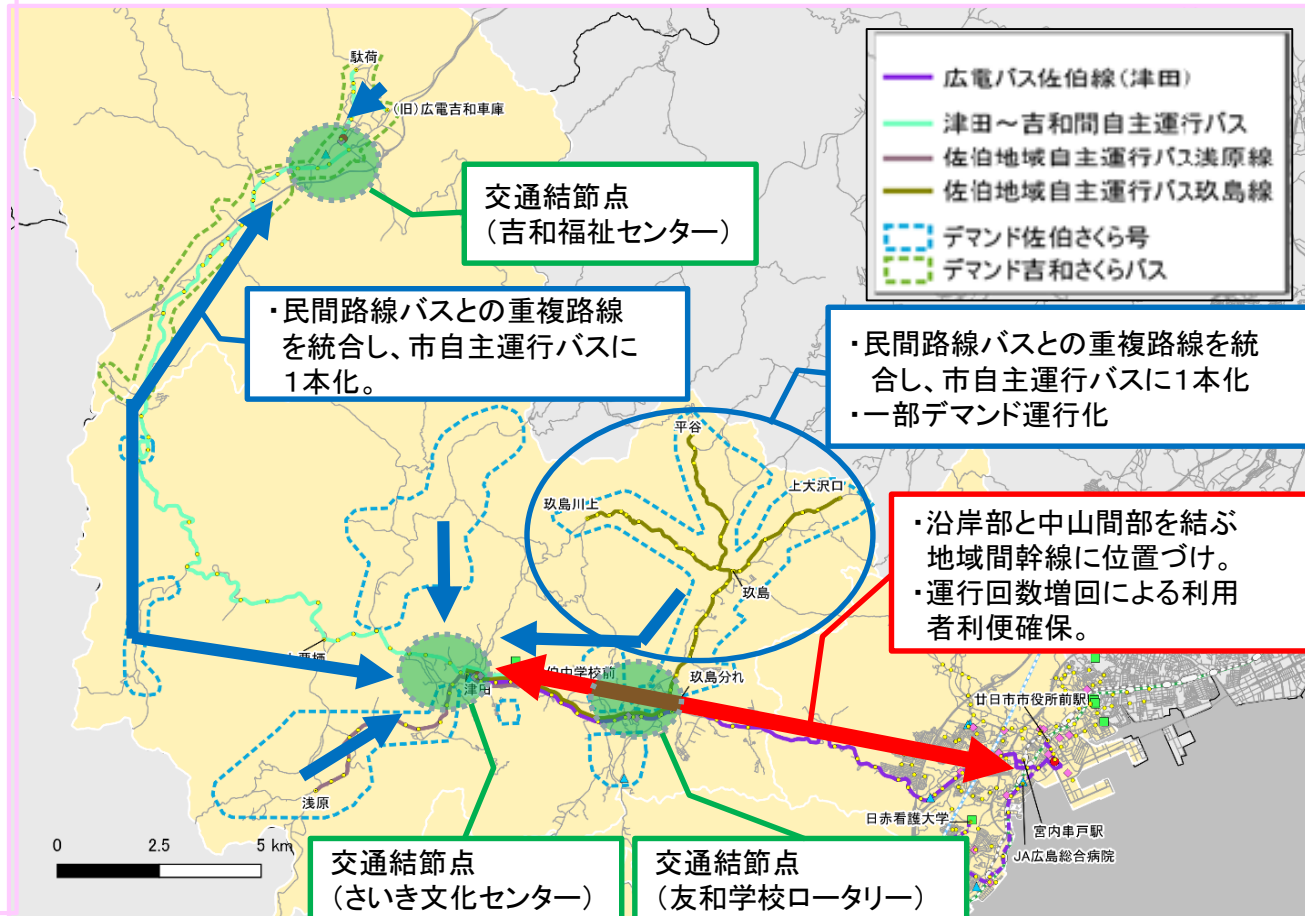 駄荷
(旧)広電吉和車庫
広電バス佐伯線(津田)
津田~吉和間自主運行バス
佐伯地域自主運行バス浅原線
佐伯地域自主運行バス玖島線
デマンド佐伯さくら号
デマンド吉和さくらバス
交通結節点
(吉和福祉センター)
・民間路線バスとの重複路線
を統合し、市自主運行バスに
1本化。
・民間路線バスとの重複路線を統
合し、市自主運行バスに1本化
・一部デマンド運行化
平谷
上大沢口
玖島川上
玖島
・沿岸部と中山間部を結ぶ
地域間幹線に位置づけ。
・運行回数増回による利用
者利便確保。
栗栖
伯中学校前
津田
玖島分れ
廿日市市役所前駅
浅原
日赤看護大学
宮内串戸駅
JA広島総合病院
0 2.5 5 km
交通結節点
(さいき文化センター)
交通結節点
(友和学校ロータリー)